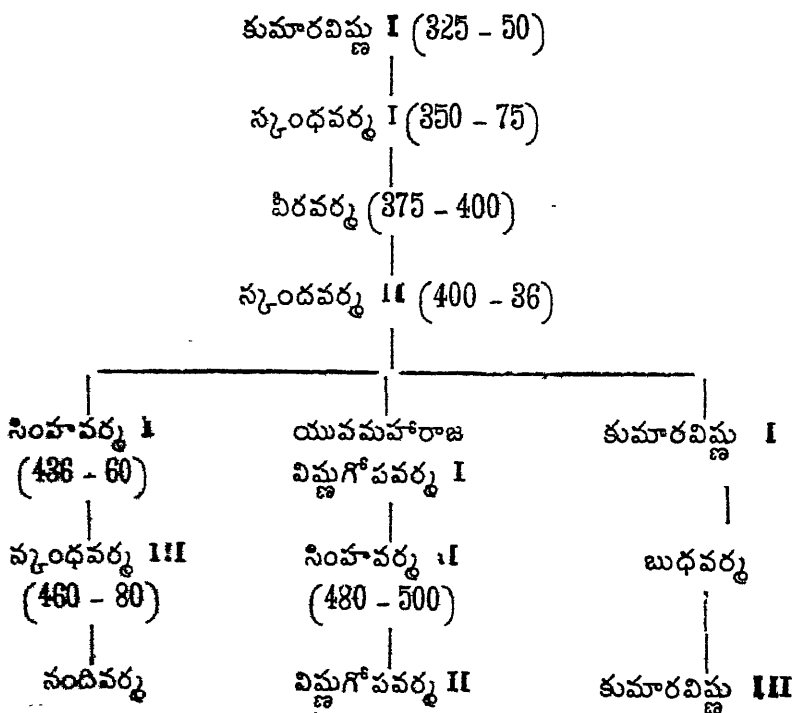 కుమారవిష్ణు I (325 - 50)
స్కంధవర్మ I (350 - 75)
వీరవర్మ (375 - 400)
స్కందవర్మ II (400 - 36)
సింహవర్మ I యువమహారాజ కుమారవిష్ణు I
(436 - 60) విష్ణుగోపవర్మ I
వ్కంధవర్మ III సింహవర్మ II బుధవర్మ
(460 - 80) (480 - 500)
నందివర్మ విష్ణుగోపవర్మ II కుమారవిష్ణు III